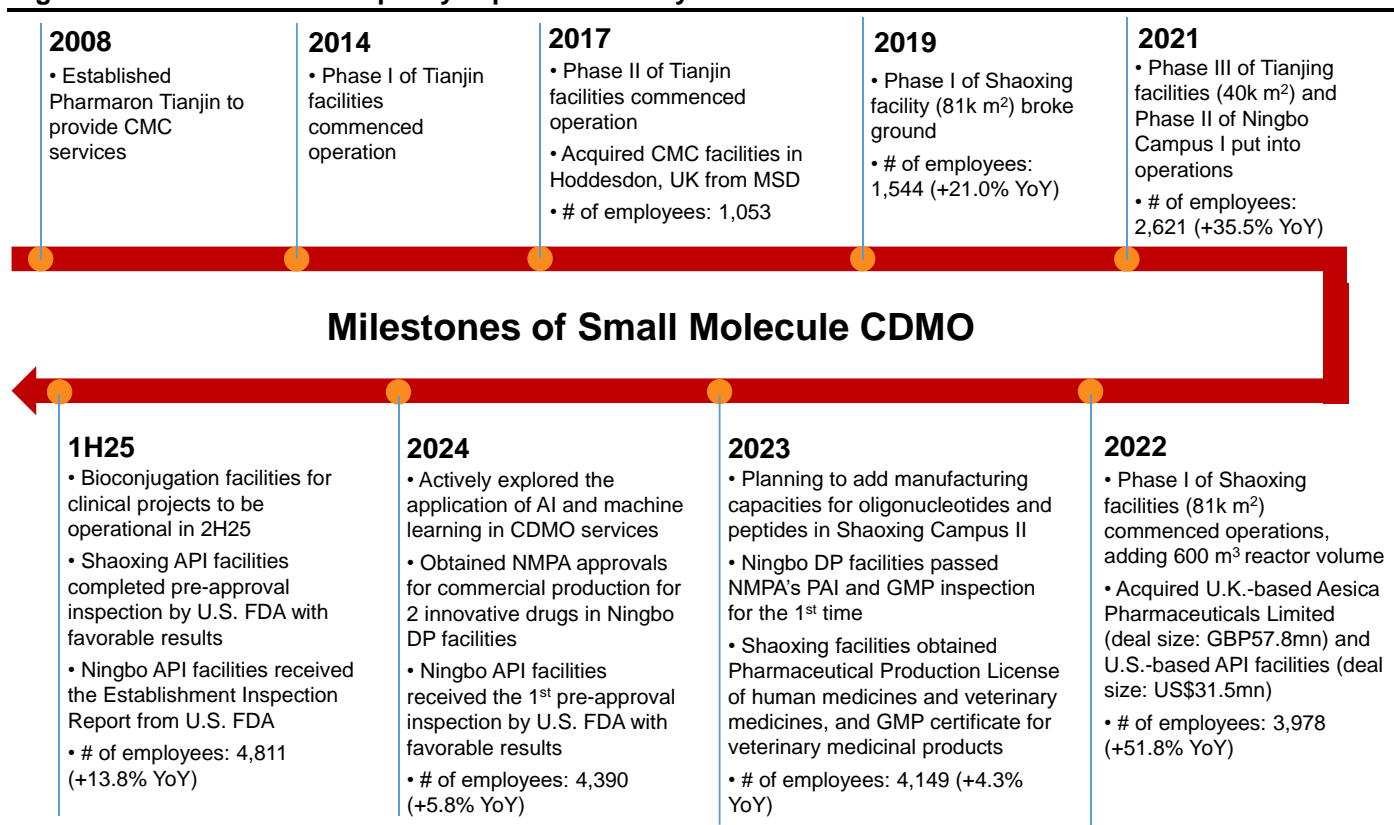 2008
• Established
Pharmaron Tianjin to
provide CMC
services
2014
• Phase I of Tianjin
facilities
commenced
operation
2017
• Phase II of Tianjin
facilities commenced
operation
• Acquired CMC facilities in
Hoddesdon, UK from MSD
• # of employees: 1,053
2019
• Phase I of Shaoxing
facility (81k m²) broke
ground
• # of employees:
1,544 (+21.0% YoY)
2021
• Phase III of Tianjing
facilities (40k m²) and
Phase II of Ningbo
Campus I put into
operations
• # of employees:
2,621 (+35.5% YoY)
Milestones of Small Molecule CDMO
1H25
• Bioconjugation facilities for
clinical projects to be
operational in 2H25
• Shaoxing API facilities
completed pre-approval
inspection by U.S. FDA with
favorable results
• Ningbo API facilities received
the Establishment Inspection
Report from U.S. FDA
• # of employees: 4,811
(+13.8% YoY)
2024
• Actively explored the
application of AI and machine
learning in CDMO services
• Obtained NMPA approvals
for commercial production for
2 innovative drugs in Ningbo
DP facilities
• Ningbo API facilities
received the 1st pre-approval
inspection by U.S. FDA with
favorable results
• # of employees: 4,390
(+5.8% YoY)
2023
• Planning to add manufacturing
capacities for oligonucleotides and
peptides in Shaoxing Campus II
• Ningbo DP facilities passed
NMPA's PAI and GMP inspection
for the 1st time
• Shaoxing facilities obtained
Pharmaceutical Production License
of human medicines and veterinary
medicines, and GMP certificate for
veterinary medicinal products
• # of employees: 4,149 (+4.3%
YoY)
2022
• Phase I of Shaoxing
facilities (81k m²)
commenced operations,
adding 600 m³ reactor volume
• Acquired U.K.-based Aesica
Pharmaceuticals Limited
(deal size: GBP57.8mn) and
U.S.-based API facilities (deal
size: US$31.5mn)
• # of employees: 3,978
(+51.8% YoY)